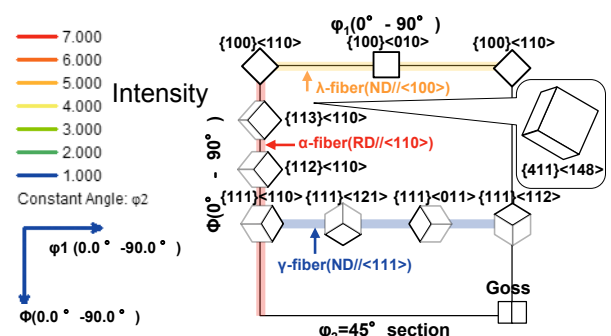 7.000
6.000
5.000
4.000
3.000
2.000
1.000
Intensity
Constant Angle: φ2
φ1 (0.0° -90.0° )
Φ(0.0° -90.0° )
φ1(0° - 90° )
{100}<110>
{100}<010>
{100}<110>
λ-fiber(ND//<100>)
Φ(0° - 90° )
{113}<110>
α-fiber(RD//<110>)
{112}<110>
{411}<148>
{111}<110>
{111}<121>
{111}<011>
{111}<112>
γ-fiber(ND//<111>)
Goss
φ2=45° section